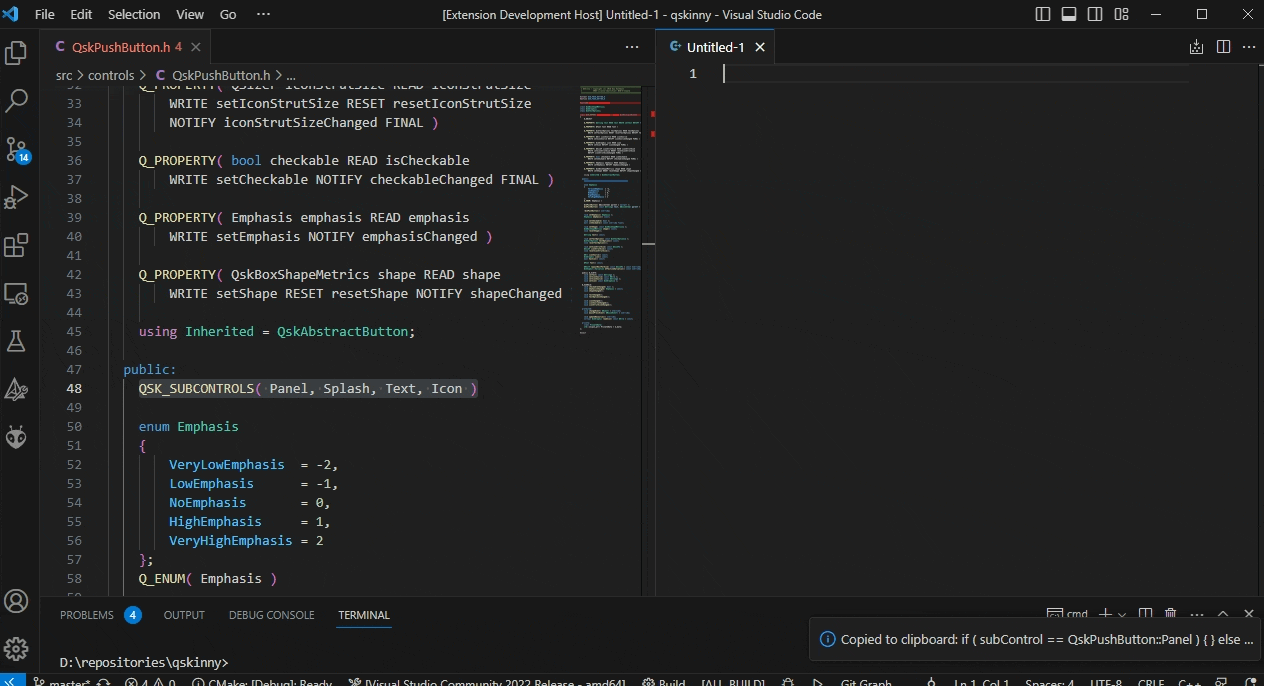 File Edit Selection View Go ··· [Extension Development Host] Untitled-1 - qskinny - Visual Studio Code
C QskPushButton.h 4 × ···
src > controls > C QskPushButton.h > ...
32 Q_PROPERTY( QSizeF iconStrutSize READ iconStrutSize
33 WRITE setIconStrutSize RESET resetIconStrutSize
34 NOTIFY iconStrutSizeChanged FINAL )
35
36 Q_PROPERTY( bool checkable READ isCheckable
37 WRITE setCheckable NOTIFY checkableChanged FINAL )
38
39 Q_PROPERTY( Emphasis emphasis READ emphasis
40 WRITE setEmphasis NOTIFY emphasisChanged )
41
42 Q_PROPERTY( QskBoxShapeMetrics shape READ shape
43 WRITE setShape RESET resetShape NOTIFY shapeChanged
44
45 using Inherited = QskAbstractButton;
46
47 public:
48 QSK_SUBCONTROLS( Panel, Splash, Text, Icon )
49
50 enum Emphasis
51 {
52 VeryLowEmphasis = -2,
53 LowEmphasis = -1,
54 NoEmphasis = 0,
55 HighEmphasis = 1,
56 VeryHighEmphasis = 2
57 };
58 Q_ENUM( Emphasis )
59
Untitled-1 × ···
1
14
PROBLEMS 4 OUTPUT DEBUG CONSOLE TERMINAL
cmd
D:\repositories\qskinny>
Copied to clipboard: if ( subControl == QskPushButton::Panel ) { } else ...
master* 4 0 CMake: [Debug]: Ready [Visual Studio Community 2022 Release - amd64] Build [ALL_BUILD] Git Graph Ln 1, Col 1 Spaces: 4 UTF-8 CRLF C++